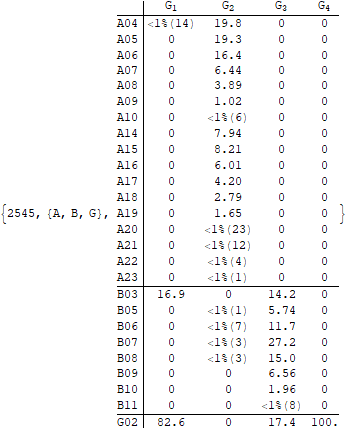 G1 G2 G3 G4
A04 <1%(14) 19.8 0 0
A05 0 19.3 0 0
A06 0 16.4 0 0
A07 0 6.44 0 0
A08 0 3.89 0 0
A09 0 1.02 0 0
A10 0 <1%(6) 0 0
A14 0 7.94 0 0
A15 0 8.21 0 0
A16 0 6.01 0 0
A17 0 4.20 0 0
A18 0 2.79 0 0
{2545, {A, B, G}, A19 0 1.65 0 0 }
A20 0 <1%(23) 0 0
A21 0 <1%(12) 0 0
A22 0 <1%(4) 0 0
A23 0 <1%(1) 0 0
B03 16.9 0 14.2 0
B05 0 <1%(1) 5.74 0
B06 0 <1%(7) 11.7 0
B07 0 <1%(3) 27.2 0
B08 0 <1%(3) 15.0 0
B09 0 0 6.56 0
B10 0 0 1.96 0
B11 0 0 <1%(8) 0
G02 82.6 0 17.4 100.